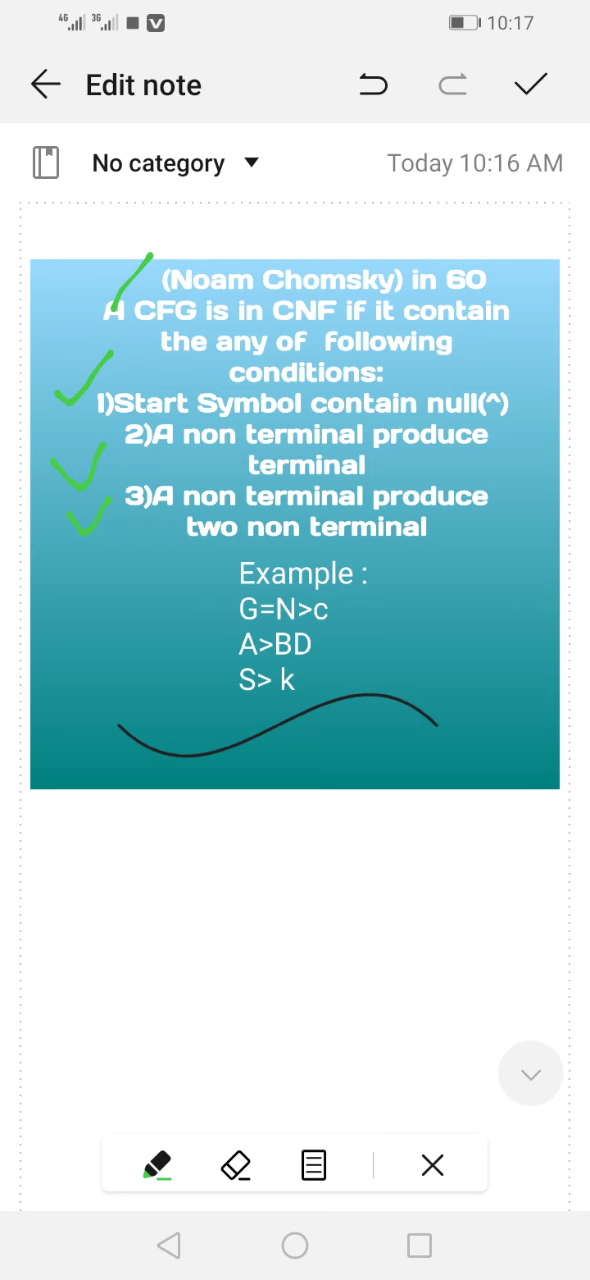 4G 3G V 10:17
Edit note
No category Today 10:16 AM
(Noam Chomsky) in 60
A CFG is in CNF if it contain
the any of following
conditions:
1)Start Symbol contain null(^)
2)A non terminal produce
terminal
3)A non terminal produce
two non terminal
Example :
G=N>c
A>BD
S> k